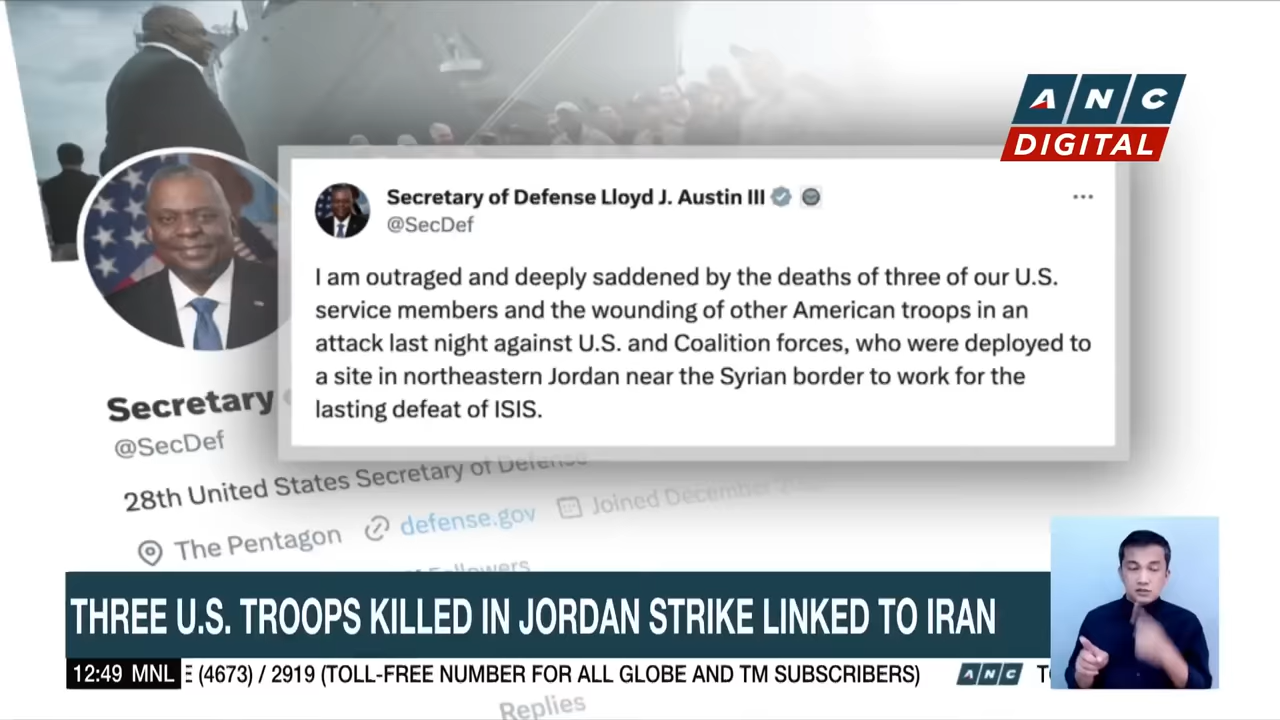 ANC
DIGITAL
Secretary of Defense Lloyd J. Austin III
@SecDef
I am outraged and deeply saddened by the deaths of three of our U.S.
service members and the wounding of other American troops in an
attack last night against U.S. and Coalition forces, who were deployed to
a site in northeastern Jordan near the Syrian border to work for the
lasting defeat of ISIS.
Secretary
@SecDef
28th United States Secretary of Defense
The Pentagon defense.gov Joined December
Followers
THREE U.S. TROOPS KILLED IN JORDAN STRIKE LINKED TO IRAN
12:49 MNL (4673) / 2919 (TOLL-FREE NUMBER FOR ALL GLOBE AND TM SUBSCRIBERS) ANC
Replies